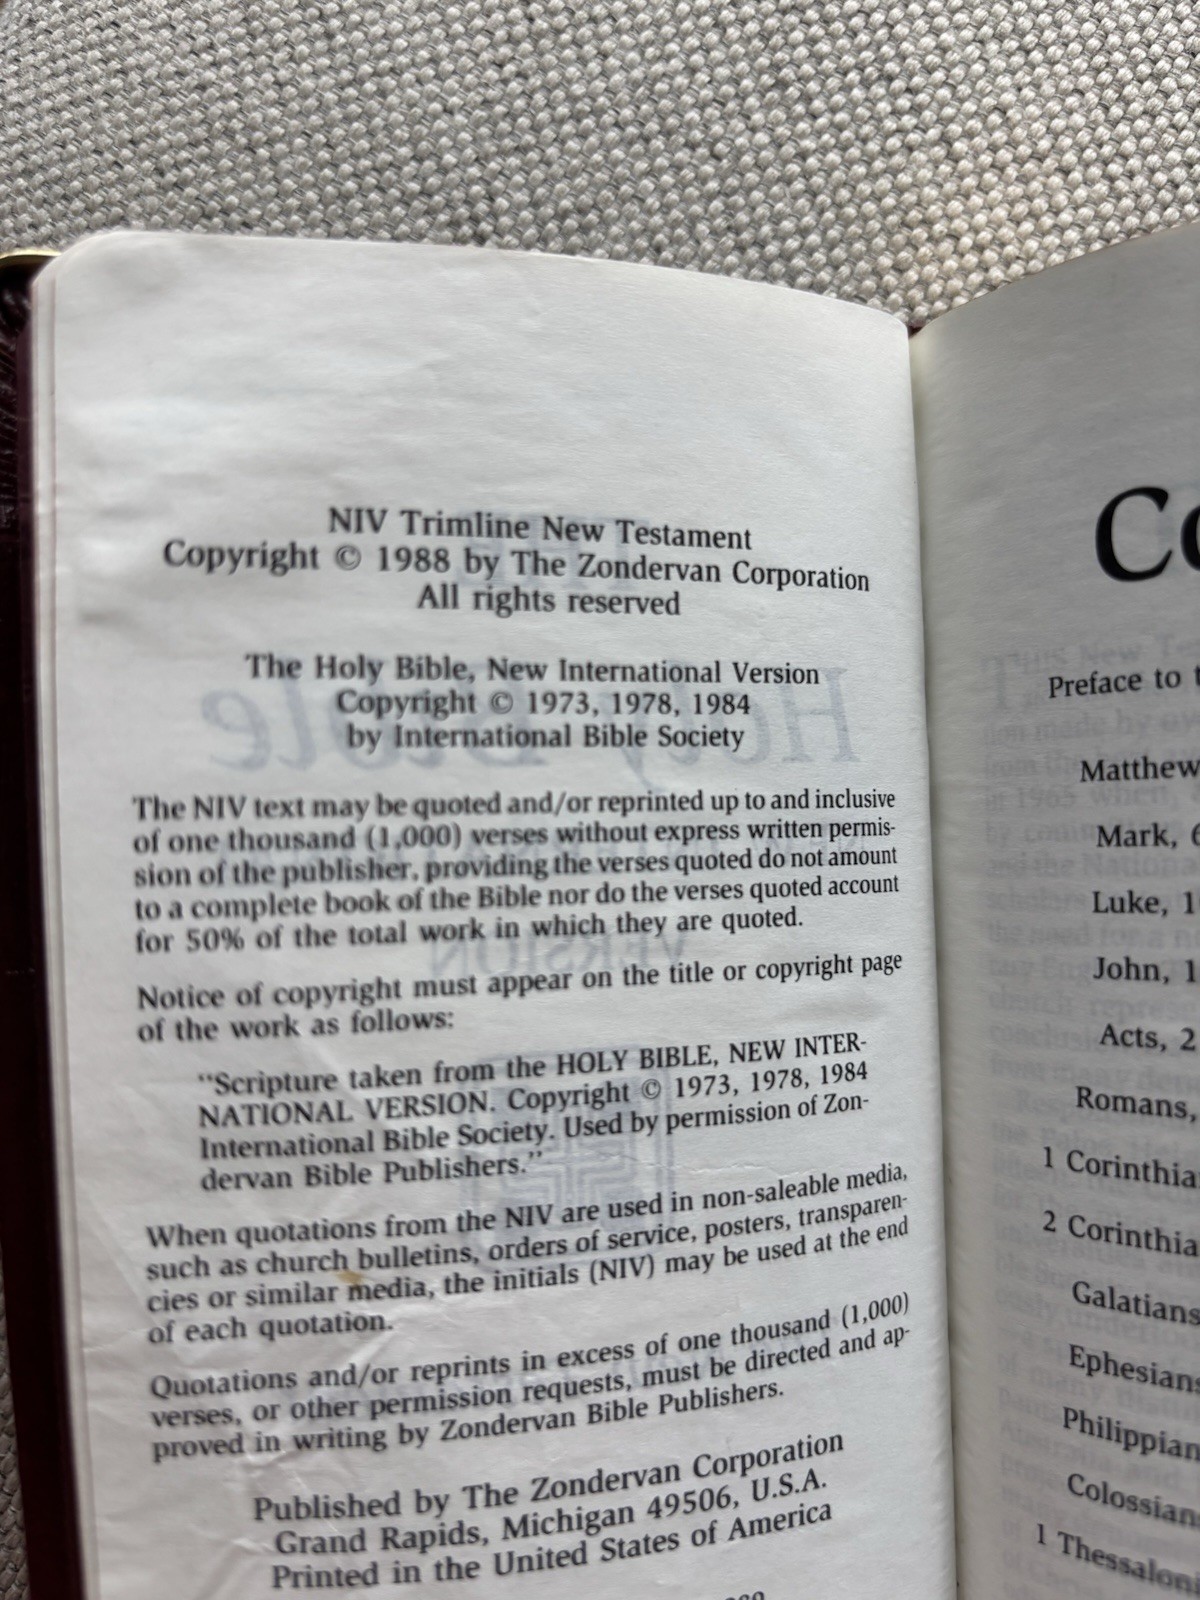 NIV Trimline New Testament
Copyright © 1988 by The Zondervan Corporation
All rights reserved
The Holy Bible, New International Version
Copyright © 1973, 1978, 1984
by International Bible Society
The NIV text may be quoted and/or reprinted up to and inclusive
of one thousand (1,000) verses without express written permis-
sion of the publisher, providing the verses quoted do not amount
to a complete book of the Bible nor do the verses quoted account
for 50% of the total work in which they are quoted.
Notice of copyright must appear on the title or copyright page
of the work as follows:
"Scripture taken from the HOLY BIBLE, NEW INTER-
NATIONAL VERSION. Copyright © 1973, 1978, 1984
International Bible Society. Used by permission of Zon-
dervan Bible Publishers."
When quotations from the NIV are used in non-saleable media,
such as church bulletins, orders of service, posters, transparen-
cies or similar media, the initials (NIV) may be used at the end
of each quotation.
Quotations and/or reprints in excess of one thousand (1,000)
verses, or other permission requests, must be directed and ap-
proved in writing by Zondervan Bible Publishers.
Published by The Zondervan Corporation
Grand Rapids, Michigan 49506, U.S.A.
Printed in the United States of America
Co
Preface to
Matthew
Mark, 6
Luke, 1
John, 1
Acts, 2
Romans,
1 Corinthia
2 Corinthia
Galatians
Ephesians
Philippian
Colossian
1 Thessaloni